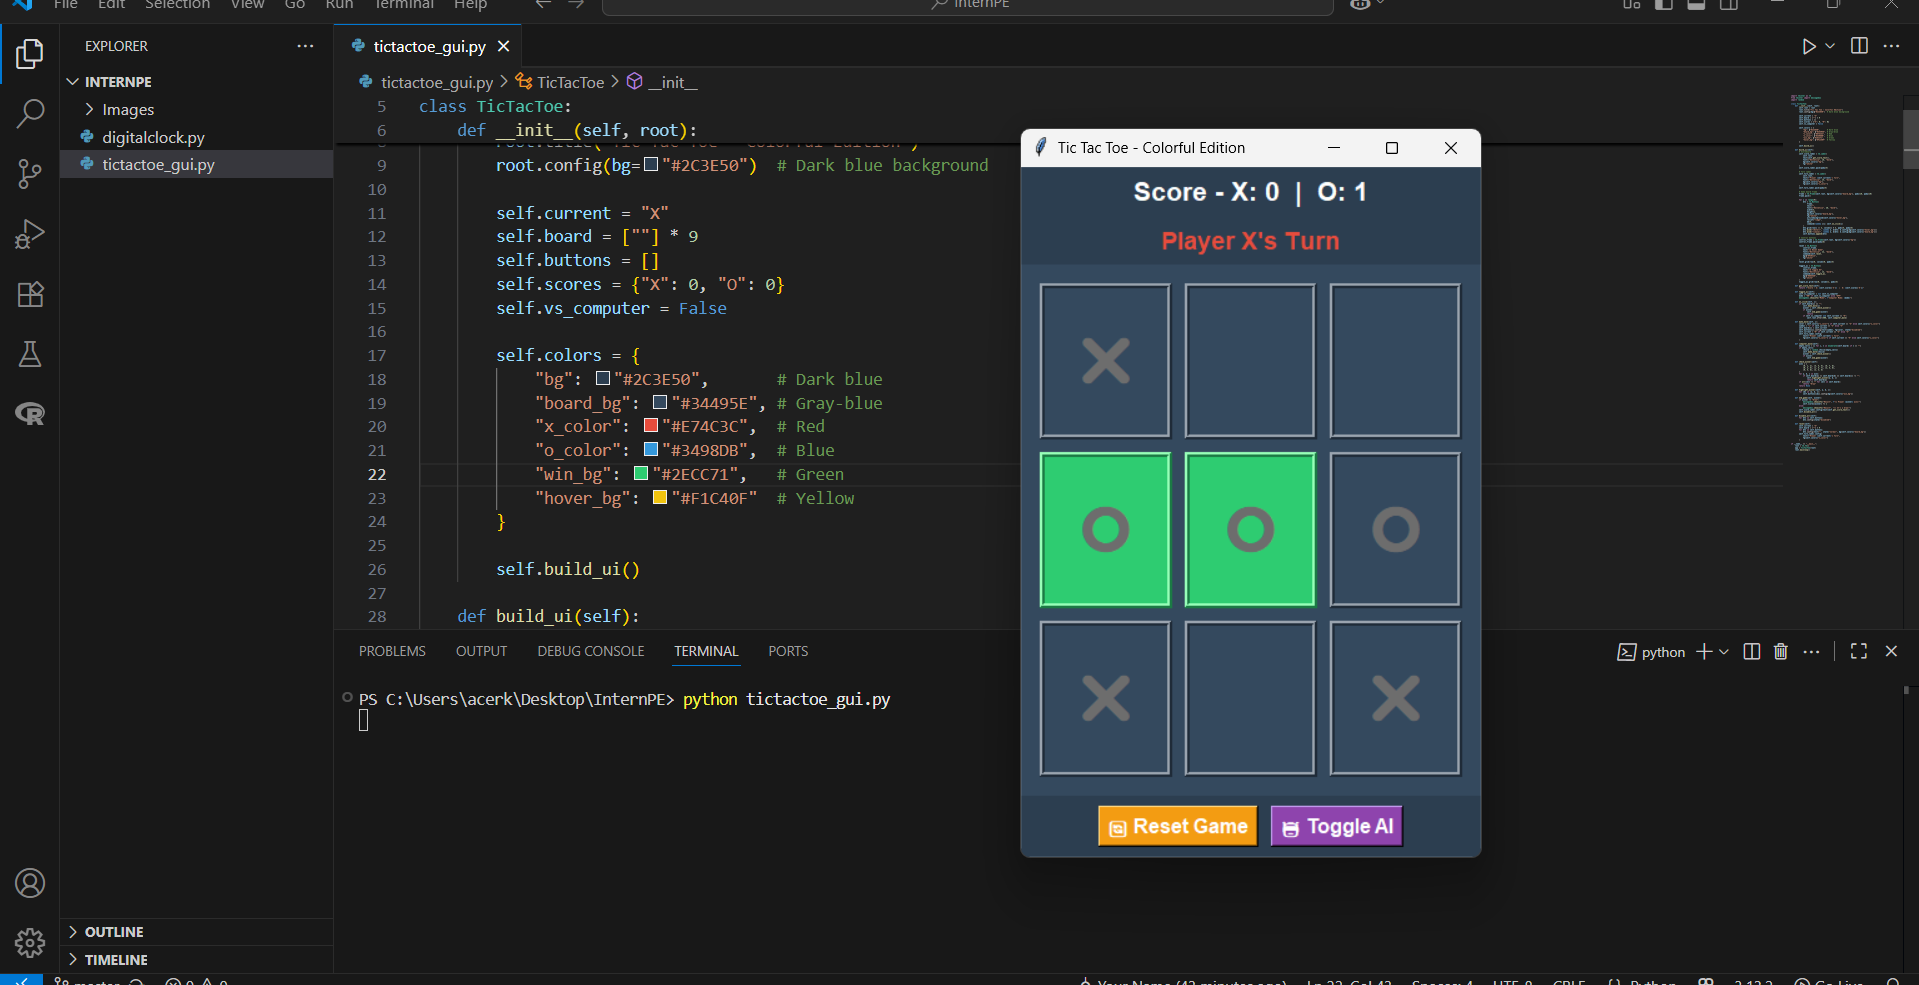 File Edit Selection View Go Run Terminal Help
InternPE
EXPLORER
INTERNPE
Images
digitalclock.py
tictactoe_gui.py
OUTLINE
TIMELINE
tictactoe_gui.py
tictactoe_gui.py > TicTacToe > __init__
5 class TicTacToe:
6 def __init__(self, root):
9 root.config(bg="#2C3E50") # Dark blue background
10
11 self.current = "X"
12 self.board = [""] * 9
13 self.buttons = []
14 self.scores = {"X": 0, "O": 0}
15 self.vs_computer = False
16
17 self.colors = {
18 "bg": "#2C3E50", # Dark blue
19 "board_bg": "#34495E", # Gray-blue
20 "x_color": "#E74C3C", # Red
21 "o_color": "#3498DB", # Blue
22 "win_bg": "#2ECC71", # Green
23 "hover_bg": "#F1C40F" # Yellow
24 }
25
26 self.build_ui()
27
28 def build_ui(self):
PROBLEMS OUTPUT DEBUG CONSOLE TERMINAL PORTS
python
PS C:\Users\acerk\Desktop\InternPE> python tictactoe_gui.py
Tic Tac Toe - Colorful Edition
Score - X: 0 | O: 1
Player X's Turn
X
O O O
X X
Reset Game Toggle AI